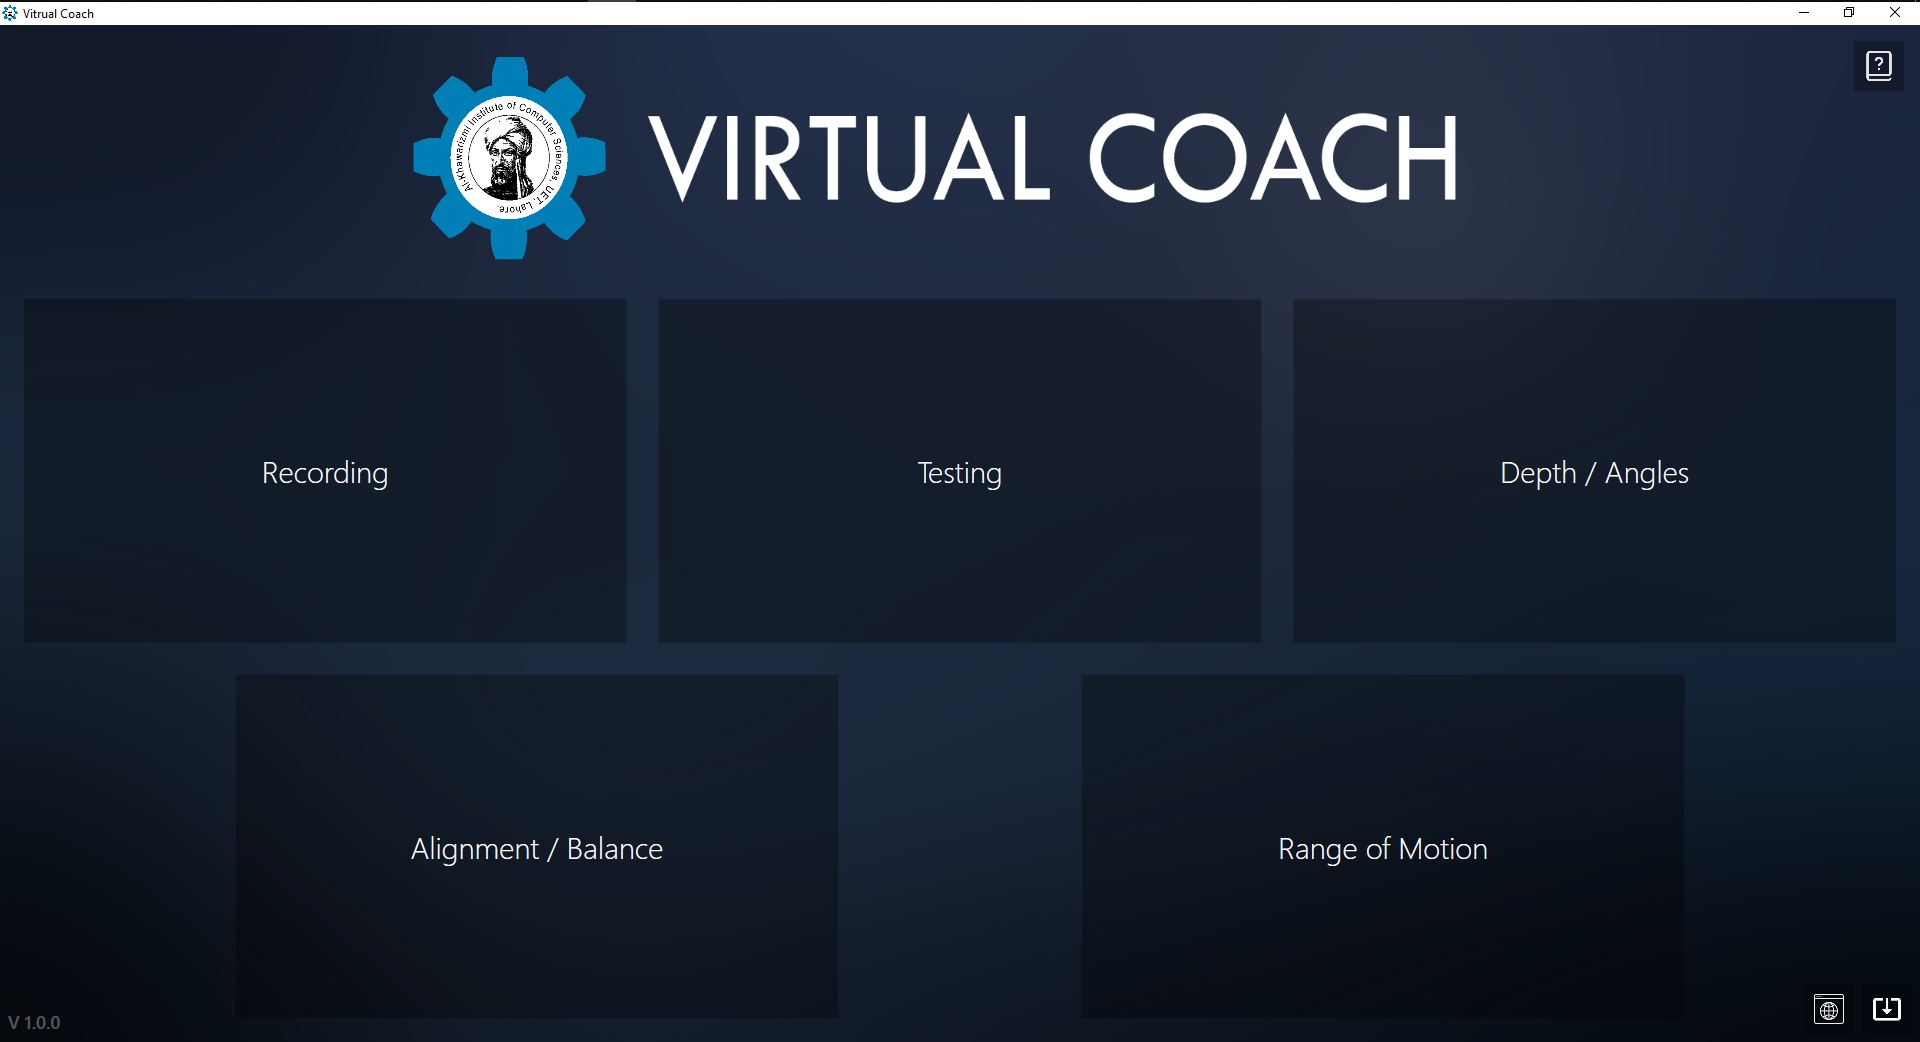 Vitrual Coach
Al-Khawarizmi Institute of Computer Sciences, UET, Lahore.
VIRTUAL COACH
?
Recording
Testing
Depth / Angles
Alignment / Balance
Range of Motion
V 1.0.0